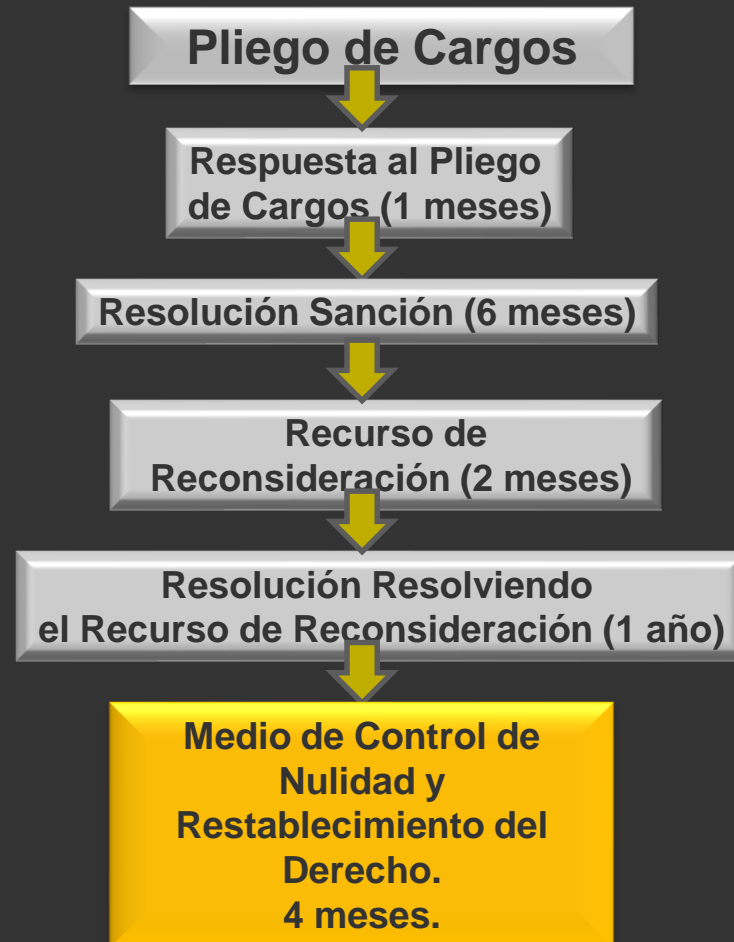 Pliego de Cargos
Respuesta al Pliego
de Cargos (1 meses)
Resolución Sanción (6 meses)
Recurso de
Reconsideración (2 meses)
Resolución Resolviendo
el Recurso de Reconsideración (1 año)
Medio de Control de
Nulidad y
Restablecimiento del
Derecho.
4 meses.